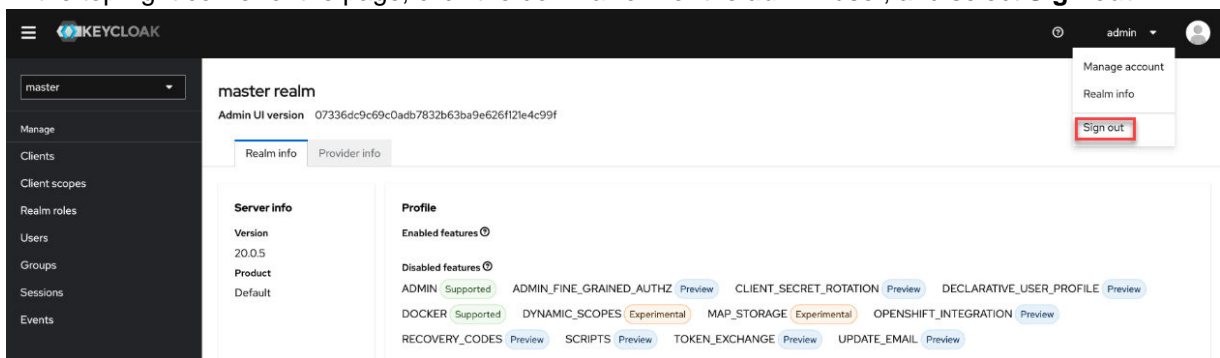 KEYCLOAK
admin
Manage account
Realm info
Sign out
master
Manage
Clients
Client scopes
Realm roles
Users
Groups
Sessions
Events
master realm
Admin UI version 07336dc9c69c0adb7832b63ba9e626f121e4c99f
Realm info Provider info
Server info
Version
20.0.5
Product
Default
Profile
Enabled features
Disabled features
ADMIN Supported ADMIN_FINE_GRAINED_AUTHZ Preview CLIENT_SECRET_ROTATION Preview DECLARATIVE_USER_PROFILE Preview
DOCKER Supported DYNAMIC_SCOPES Experimental MAP_STORAGE Experimental OPENSHIFT_INTEGRATION Preview
RECOVERY_CODES Preview SCRIPTS Preview TOKEN_EXCHANGE Preview UPDATE_EMAIL Preview